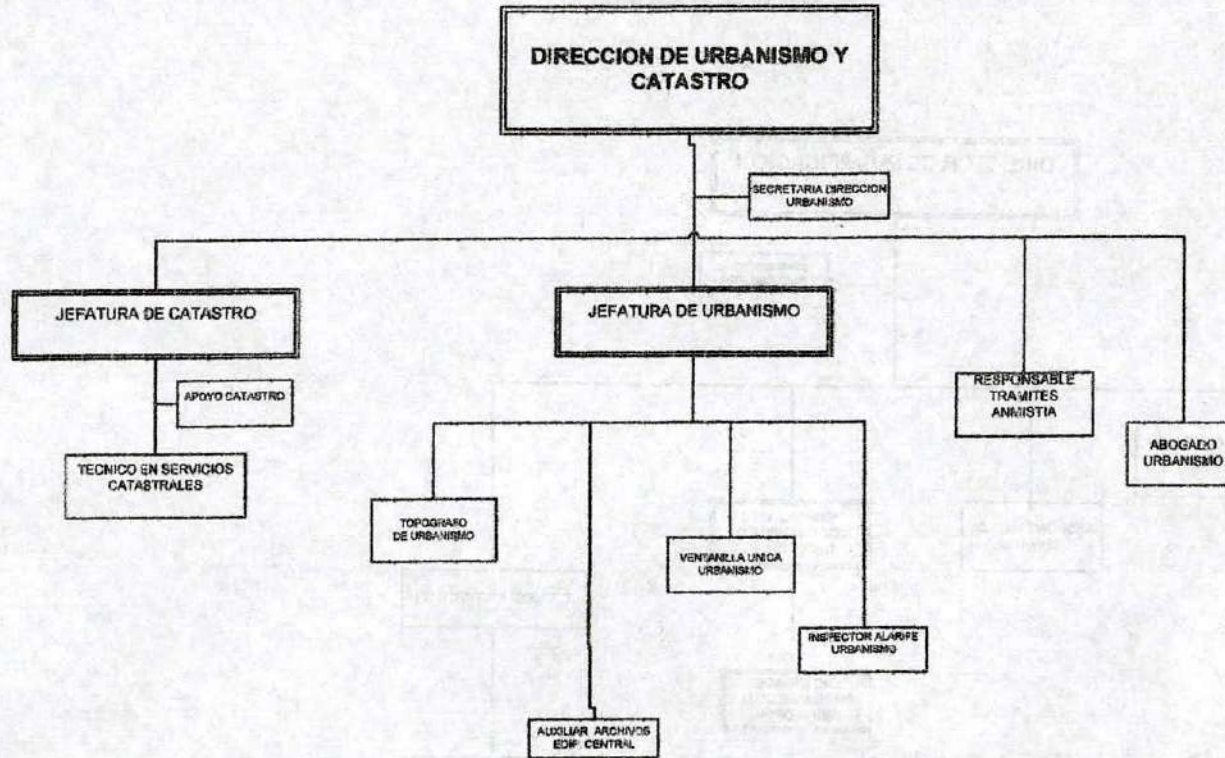 DIRECCION DE URBANISMO Y
CATASTRO
SECRETARIA DIRECCION
URBANISMO
JEFATURA DE CATASTRO
JEFATURA DE URBANISMO
APOYO CATASTRO
TECNICO EN SERVICIOS
CATASTRALES
RESPONSABLE
TRAMITES
ANMISTIA
ABOGADO
URBANISMO
TOPOGRAFO
DE URBANISMO
VENTANILLA UNICA
URBANISMO
INSPECTOR ALARIFE
URBANISMO
AUXILIAR ARCHIVOS
EDIF. CENTRAL